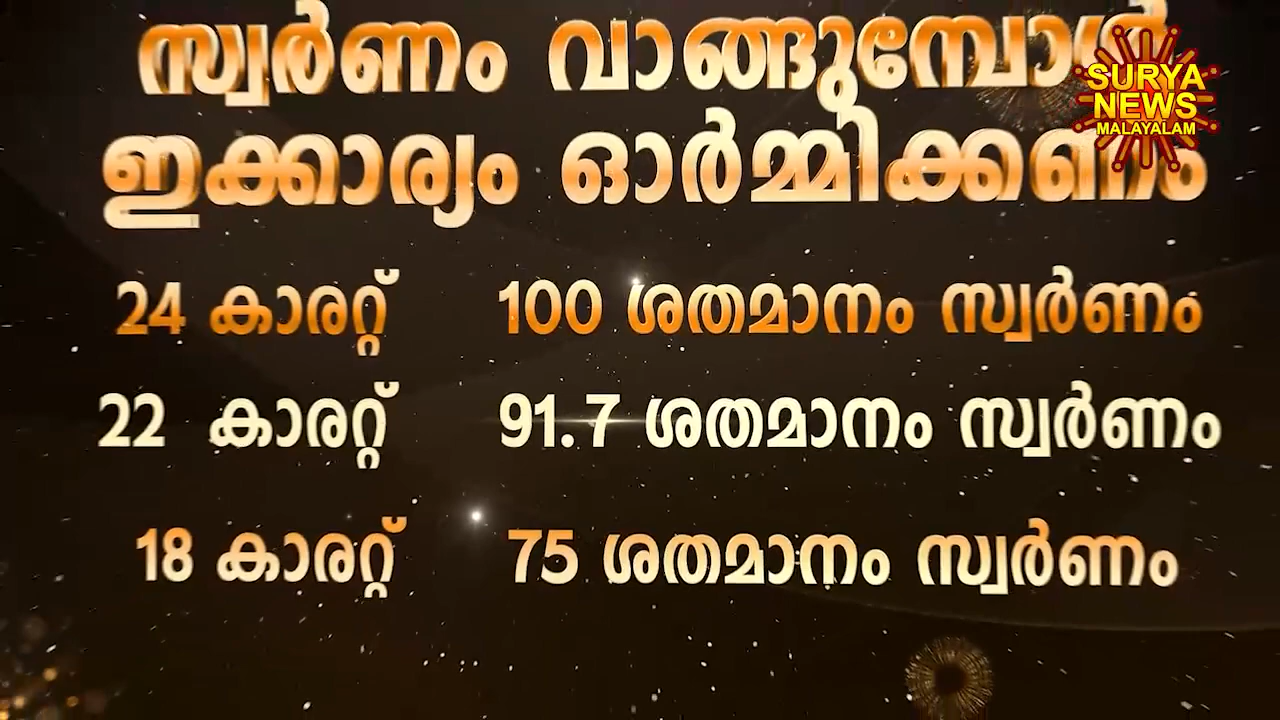 സ്വർണം വാങ്ങുമ്പോൾ
SURYA
NEWS
MALAYALAM
ഇക്കാര്യം ഓർമ്മിക്കണം
24 കാരറ്റ് 100 ശതമാനം സ്വർണം
22 കാരറ്റ് 91.7 ശതമാനം സ്വർണം
18 കാരറ്റ് 75 ശതമാനം സ്വർണം